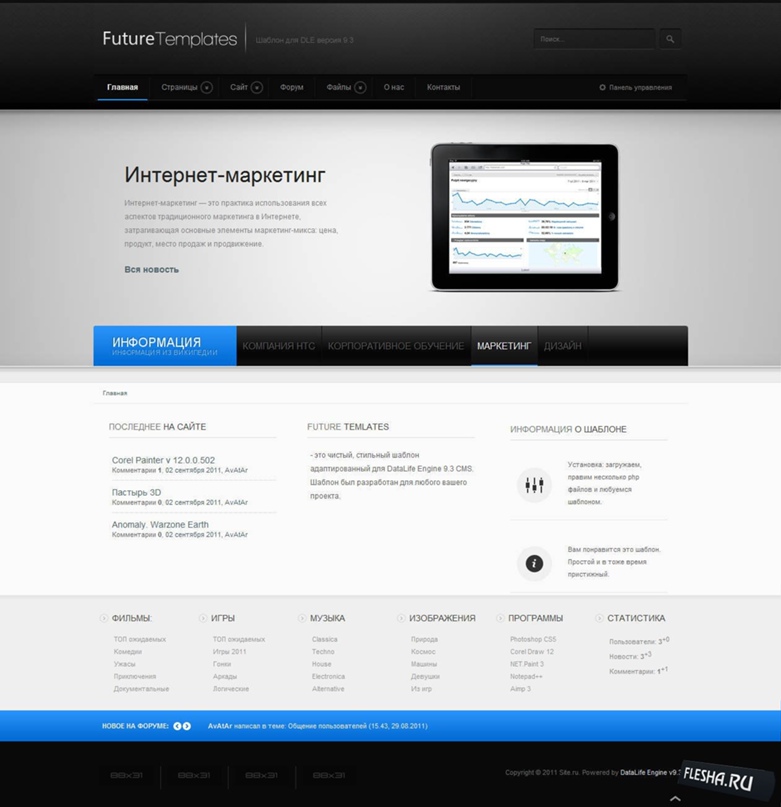 FutureTemplates
Шаблон для DLE версия 9.3
Поиск...
Главная
Страницы
Сайт
Форум
Файлы
О нас
Контакты
Панель управления
Интернет-маркетинг
Интернет-маркетинг — это практика использования всех
аспектов традиционного маркетинга в Интернете,
затрагивающая основные элементы маркетинг-микса: цена,
продукт, место продаж и продвижение.
Вся новость
ИНФОРМАЦИЯ
ИНФОРМАЦИЯ ИЗ ВИКИПЕДИИ
КОМПАНИЯ HTC
КОРПОРАТИВНОЕ ОБУЧЕНИЕ
МАРКЕТИНГ
ДИЗАЙН
Главная
ПОСЛЕДНЕЕ НА САЙТЕ
Corel Painter v 12.0.0.502
Комментарии 1, 02 сентября 2011, AvAtAr
Пастырь 3D
Комментарии 0, 02 сентября 2011, AvAtAr
Anomaly. Warzone Earth
Комментарии 0, 02 сентября 2011, AvAtAr
FUTURE TEMLATES
- это чистый, стильный шаблон
адаптированный для DataLife Engine 9.3 CMS.
Шаблон был разработан для любого вашего
проекта.
ИНФОРМАЦИЯ О ШАБЛОНЕ
Установка: загружаем,
правим несколько php
файлов и любуемся
шаблоном.
Вам понравится это шаблон.
Простой и в тоже время
пристижный.
ФИЛЬМЫ:
ТОП ожидаемых
Комедии
Ужасы
Приключения
Документальные
ИГРЫ
ТОП ожидаемых
Игры 2011
Гонки
Аркады
Логические
МУЗЫКА
Classica
Techno
House
Electronica
Alternative
ИЗОБРАЖЕНИЯ
Природа
Космос
Машины
Девушки
Из игр
ПРОГРАММЫ
Photoshop CS5
Corel Draw 12
NET.Paint 3
Notepad++
Aimp 3
СТАТИСТИКА
Пользователи: 3+0
Новости: 3+3
Комментарии: 1+1
НОВОЕ НА ФОРУМЕ:
AvAtAr написал в теме: Общение пользователей (15:43, 29.08.2011)
88x31
88x31
88x31
88x31
Copyright © 2011 Site.ru. Powered by DataLife Engine v9.
FLESHA.RU